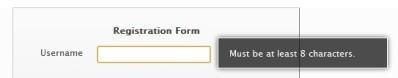 Registration Form
Username
Must be at least 8 characters.